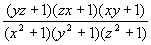 (yz + 1)(zx + 1)(xy + 1)
(x² + 1)(y² + 1)(z² + 1)